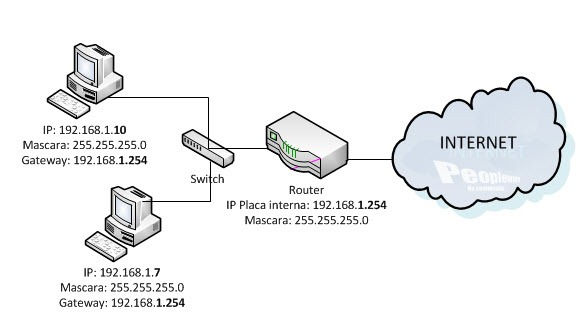 IP: 192.168.1.10
Mascara: 255.255.255.0
Gateway: 192.168.1.254
Switch
Router
IP Placa interna: 192.168.1.254
Mascara: 255.255.255.0
INTERNET
IP: 192.168.1.7
Mascara: 255.255.255.0
Gateway: 192.168.1.254